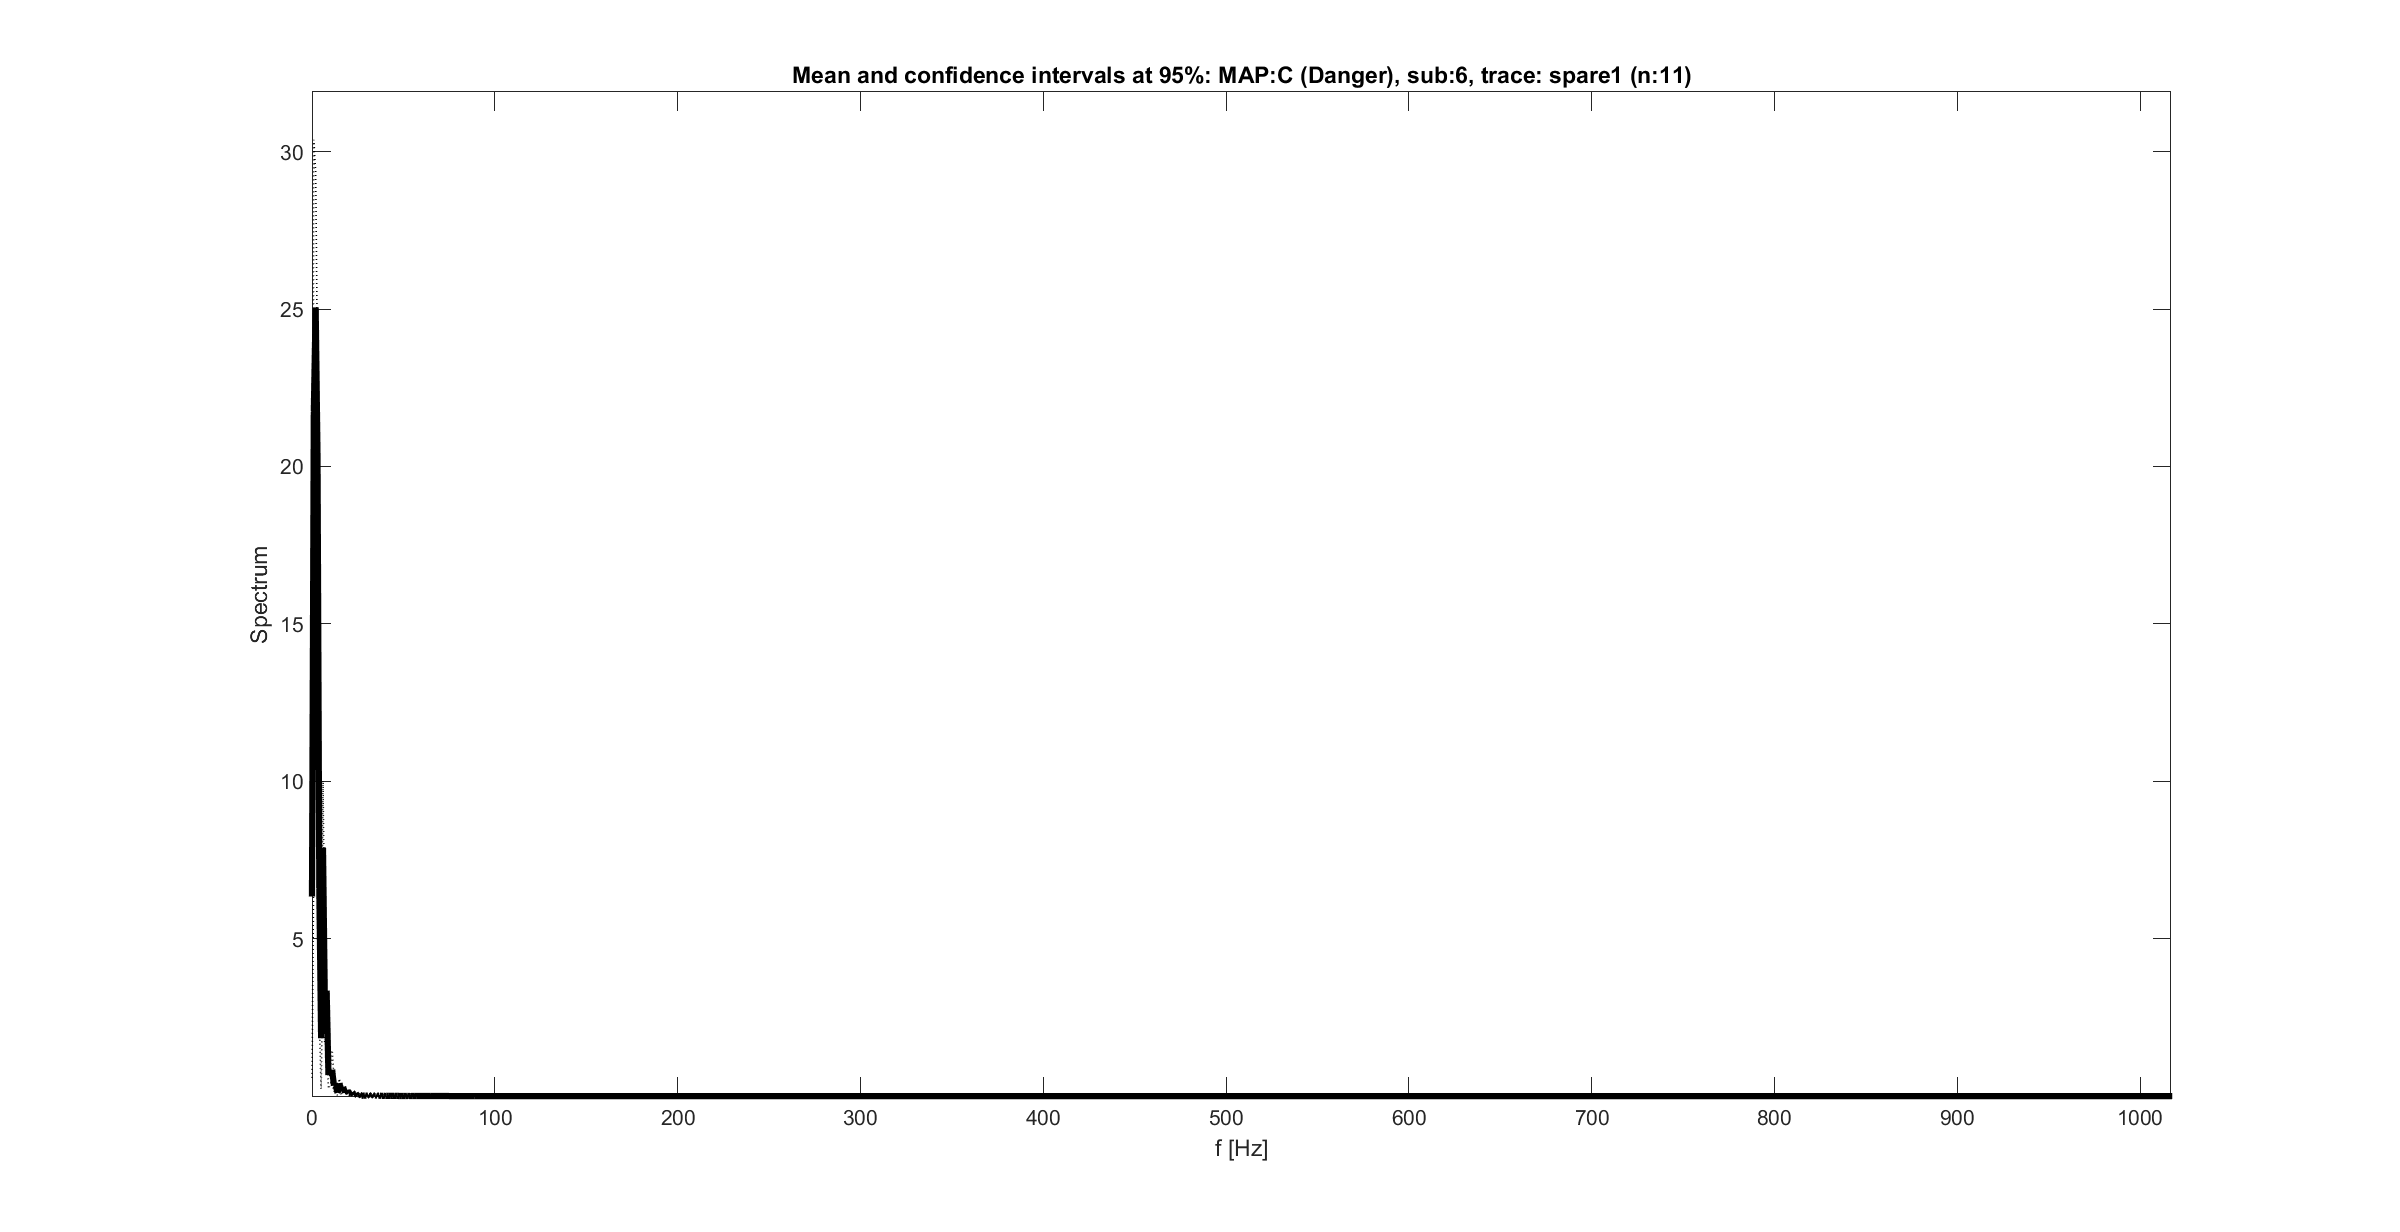 Mean and confidence intervals at 95%: MAP:C (Danger), sub:6, trace: spare1 (n:11)
30
25
20
15
10
5
Spectrum
0 100 200 300 400 500 600 700 800 900 1000
f [Hz]